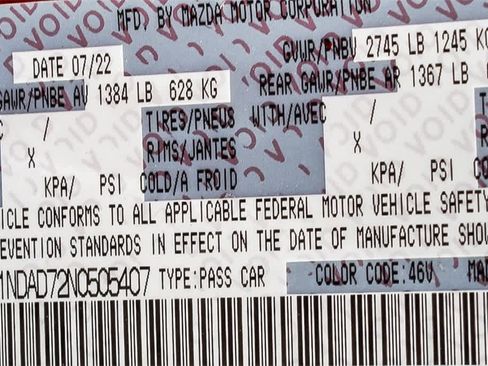 MFD. BY MAZDA MOTOR CORPORATION
DATE 07/22 GVWR/PNBV 2745 LB 1245 KG
GAWR/PNBE AV 1384 LB 628 KG REAR GAWR/PNBE AR 1367 LB
/ TIRES/PNEUS WITH/AVEC /
X RIMS/JANTES X
KPA/ PSI COLD/A FROID KPA/ PSI
ICLE CONFORMS TO ALL APPLICABLE FEDERAL MOTOR VEHICLE SAFETY
EVENTION STANDARDS IN EFFECT ON THE DATE OF MANUFACTURE SHOW
1NDAD72N0505407 TYPE:PASS CAR COLOR CODE:46V MA